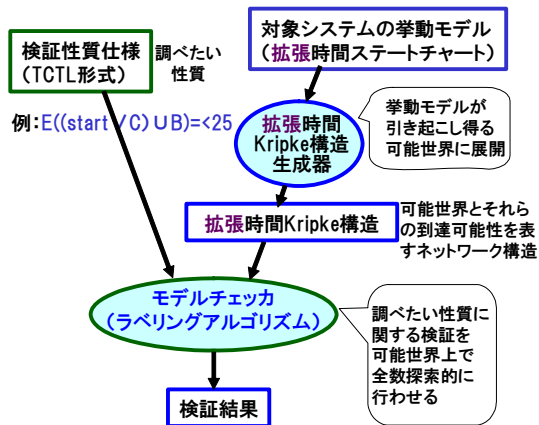 検証性質仕様
(TCTL形式)
調べたい
性質
対象システムの挙動モデル
(拡張時間ステートチャート)
例:E((start /C)∪B)=<25
拡張時間
Kripke構造
生成器
挙動モデルが
引き起こし得る
可能世界に展開
拡張時間Kripke構造
可能世界とそれら
の到達可能性を表
すネットワーク構造
モデルチェッカ
(ラベリングアルゴリズム)
調べたい性質に
関する検証を
可能世界上で
全数探索的に
行わせる
検証結果